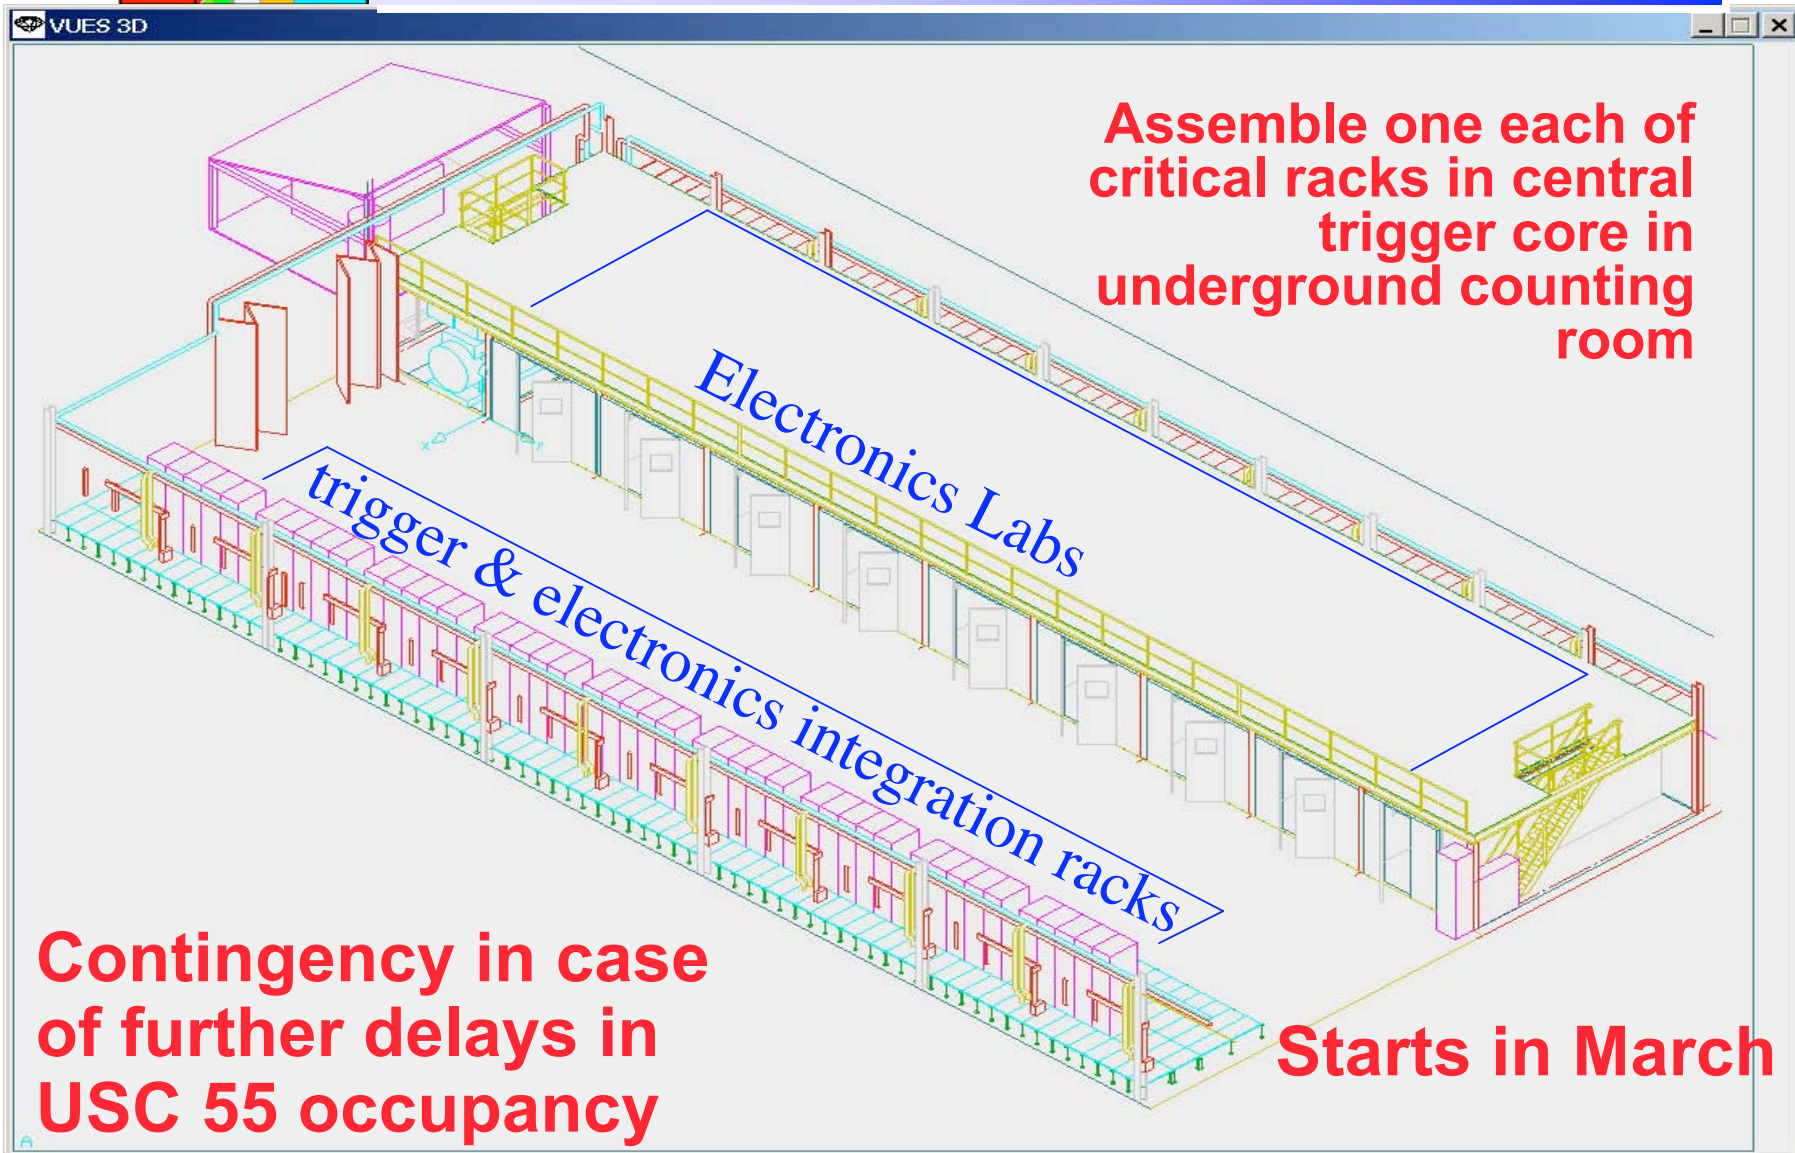 VUES 3D
Assemble one each of
critical racks in central
trigger core in
underground counting
room
Electronics Labs
trigger & electronics integration racks
Contingency in case
of further delays in
USC 55 occupancy
Starts in March
x
Y
A